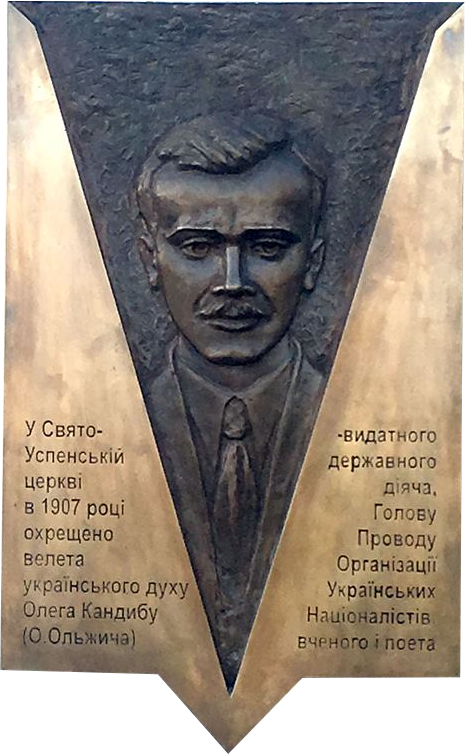 У Свято-
Успенській
церкві
в 1907 році
охрещено
велета
українського духу
Олега Кандибу
(О.Ольжича)
-видатного
державного
діяча,
Голову
Проводу
Організації
Українських
Націоналістів
вченого і поета